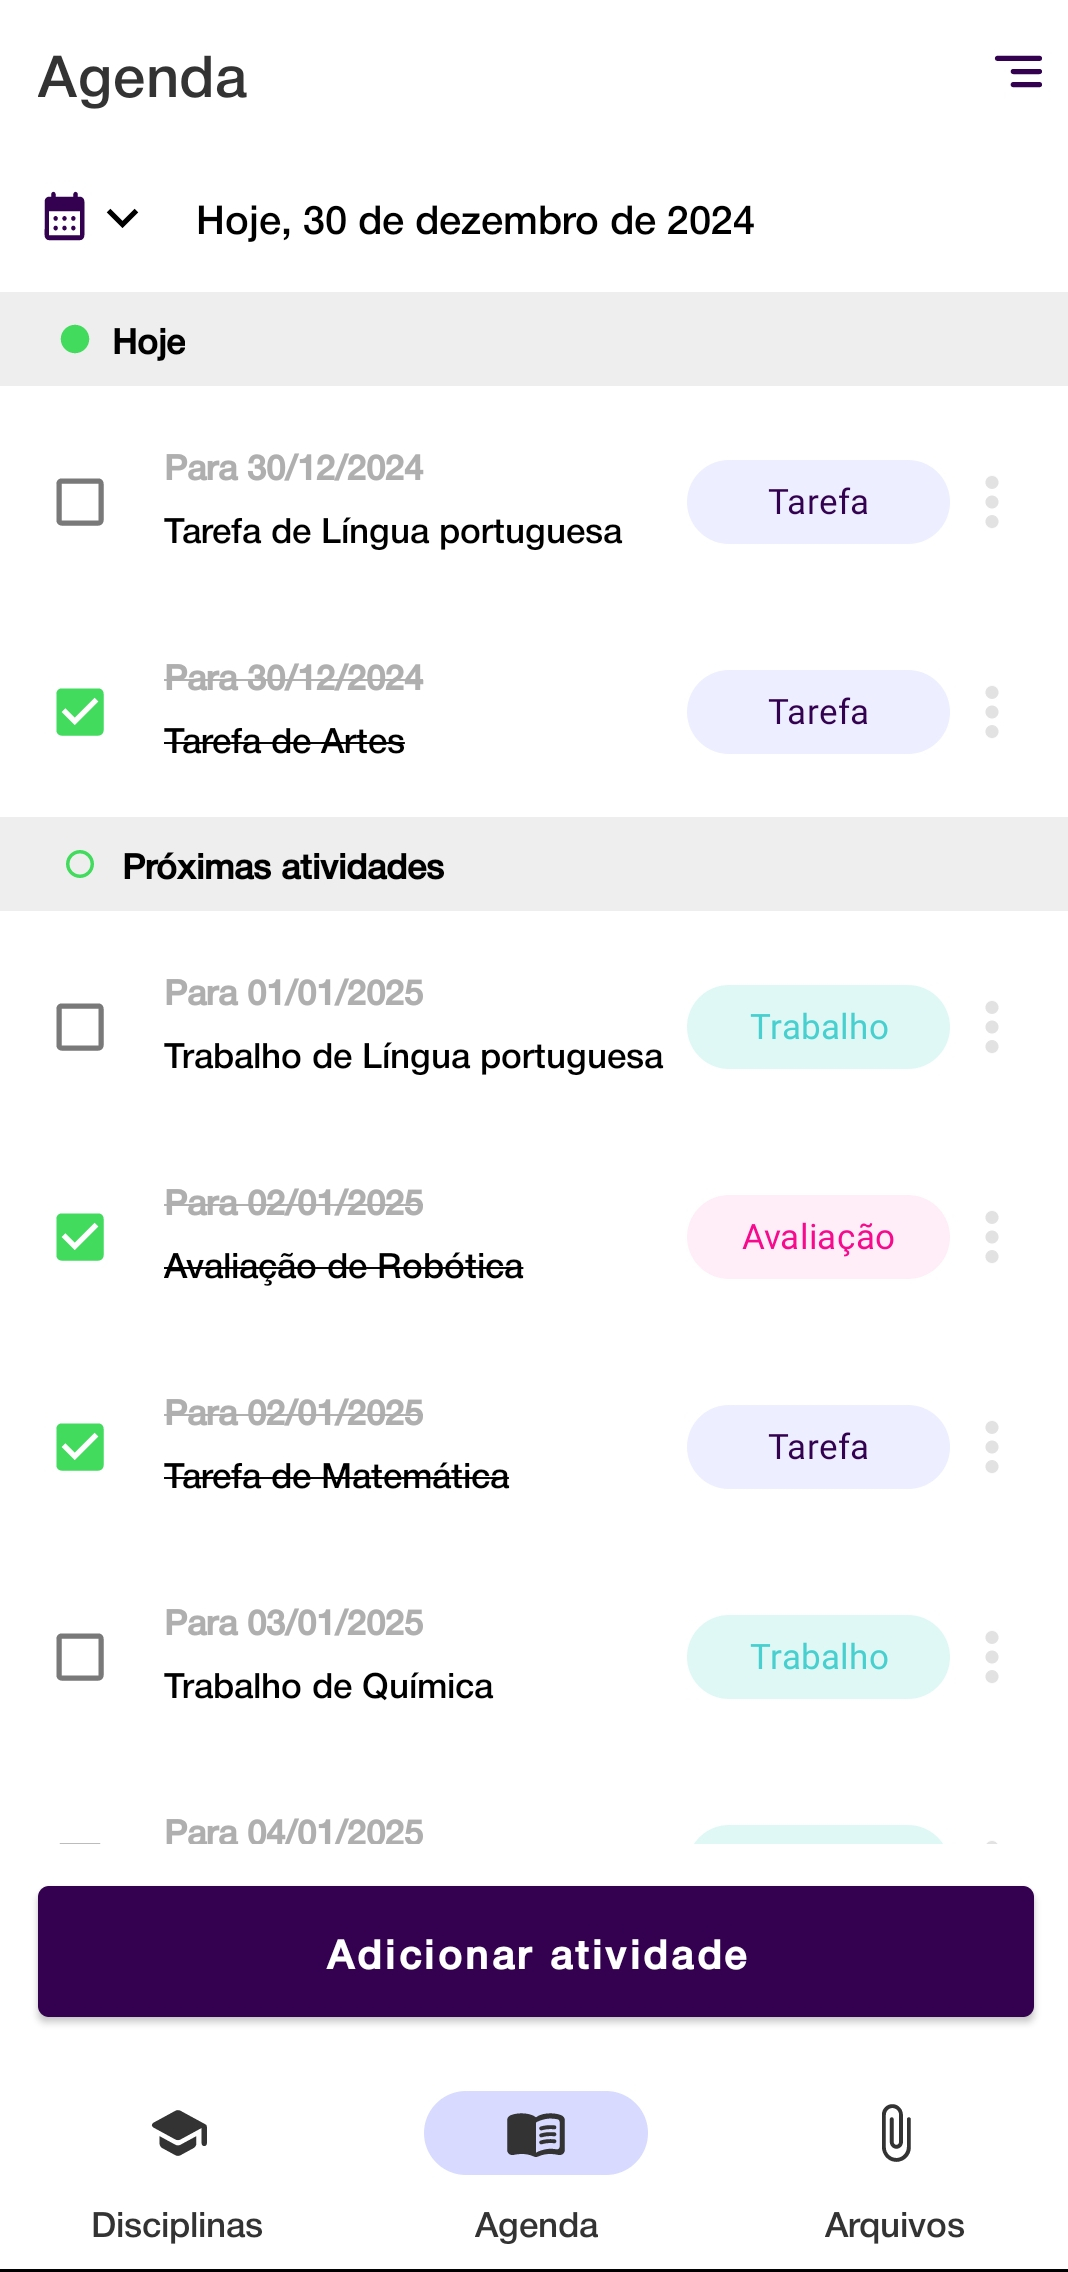 Agenda
Hoje, 30 de dezembro de 2024
Hoje
Para 30/12/2024
Tarefa de Língua portuguesa
Tarefa
Para 30/12/2024
Tarefa de Artes
Tarefa
Próximas atividades
Para 01/01/2025
Trabalho de Língua portuguesa
Trabalho
Para 02/01/2025
Avaliação de Robótica
Avaliação
Para 02/01/2025
Tarefa de Matemática
Tarefa
Para 03/01/2025
Trabalho de Química
Trabalho
Para 04/01/2025
Adicionar atividade
Disciplinas
Agenda
Arquivos